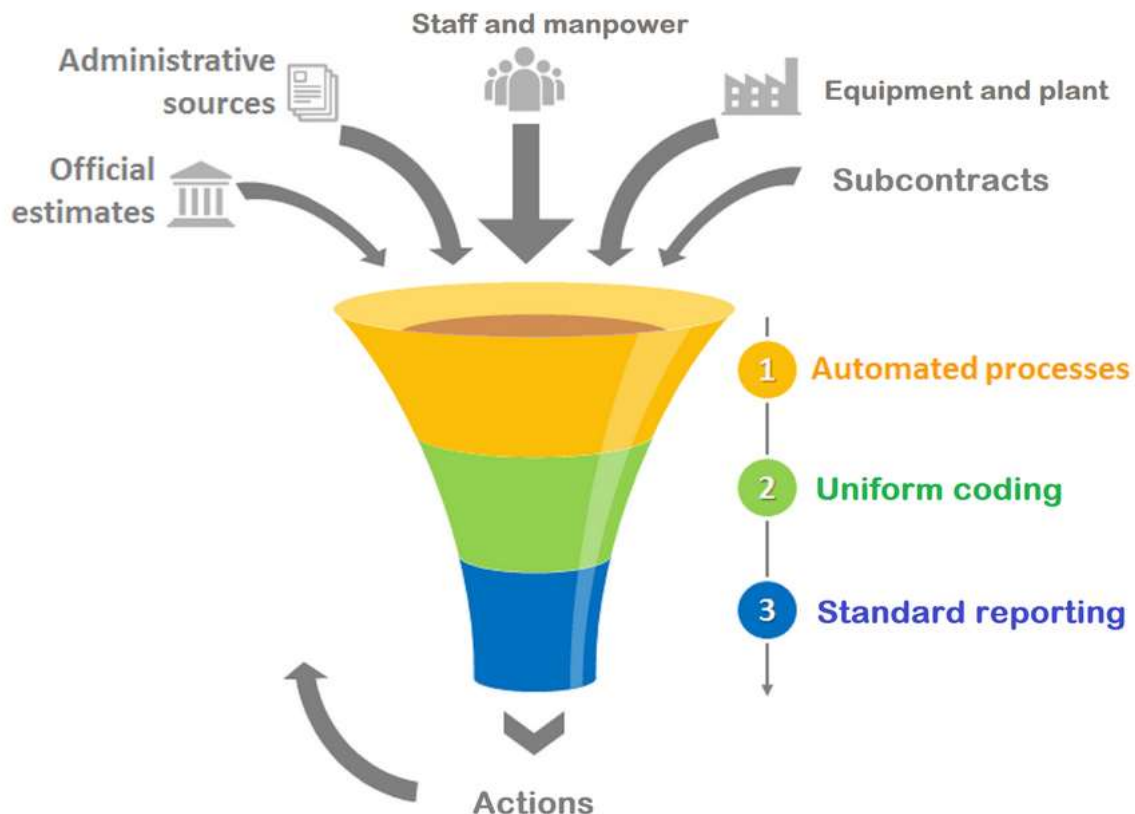 Staff and manpower
Administrative
sources
Equipment and plant
Official
estimates
Subcontracts
1 Automated processes
2 Uniform coding
3 Standard reporting
Actions